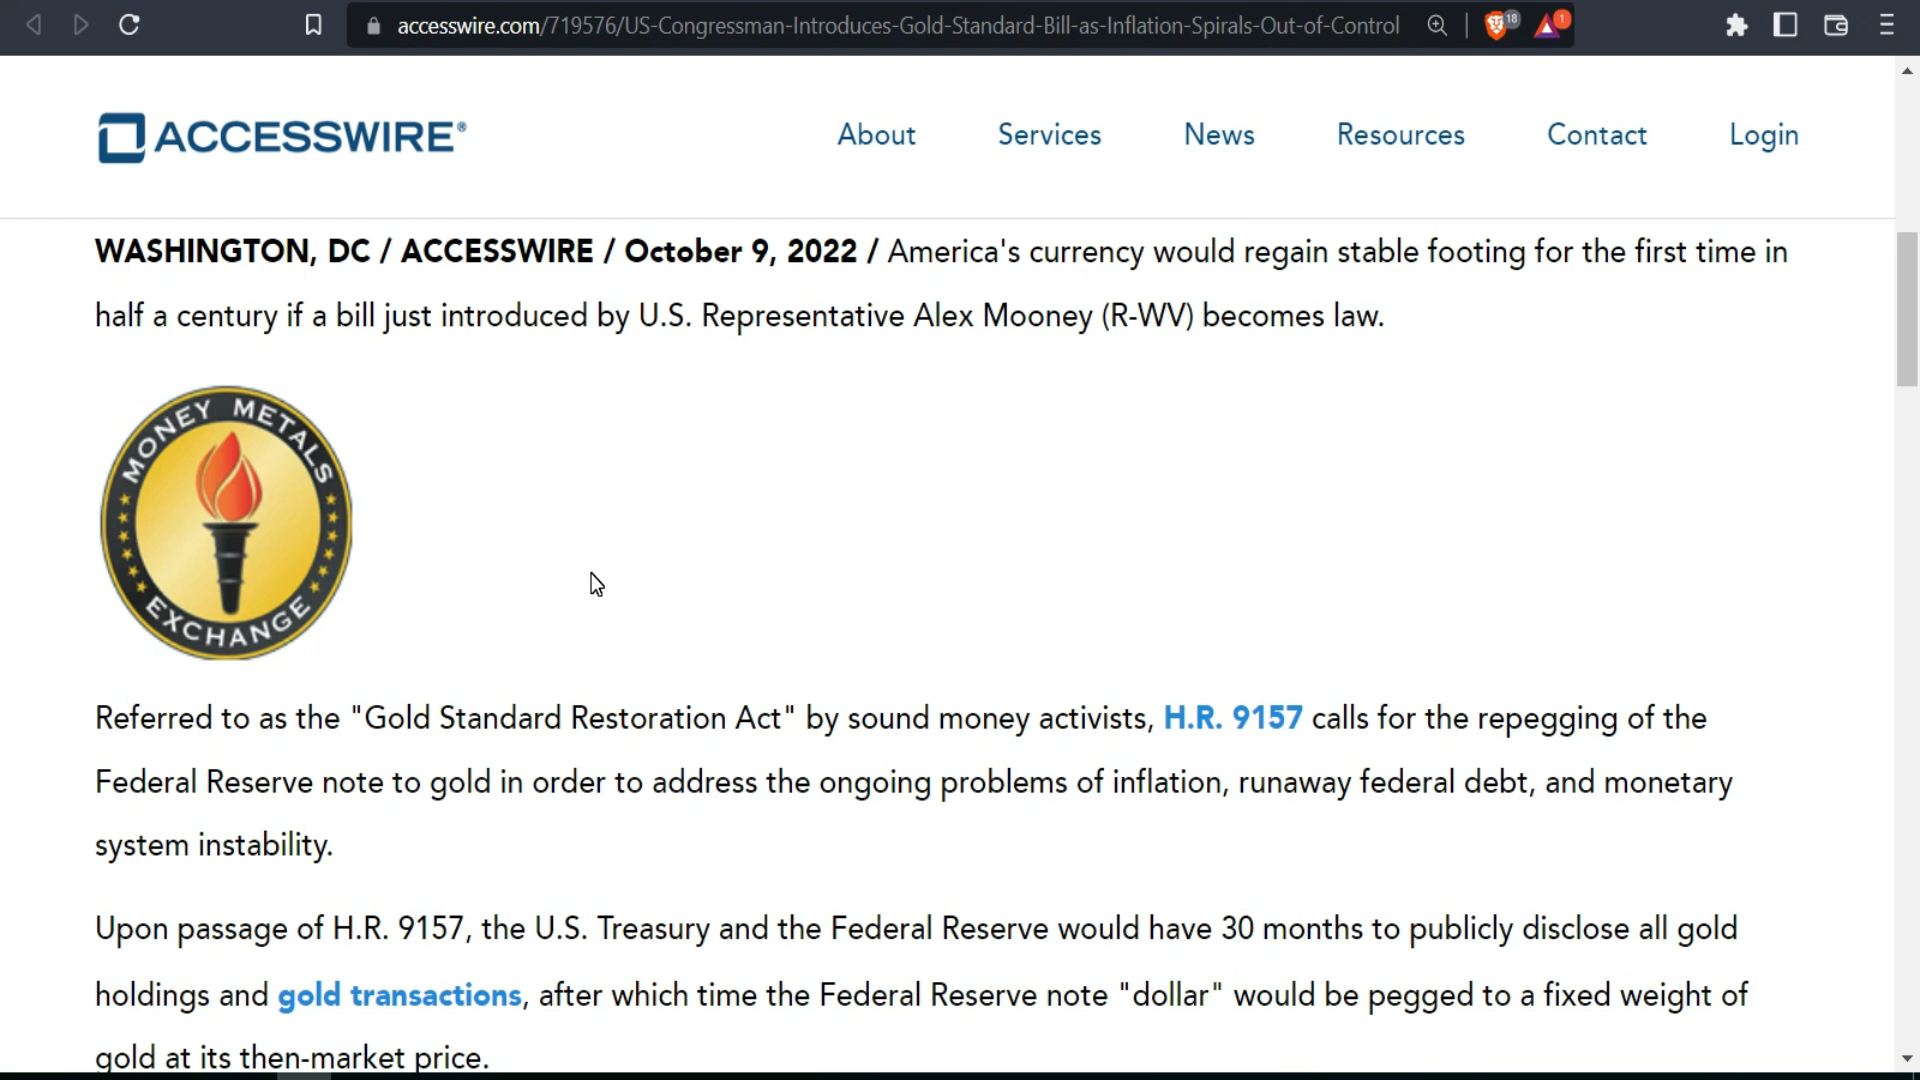 accesswire.com/719576/US-Congressman-Introduces-Gold-Standard-Bill-as-Inflation-Spirals-Out-of-Control
18
1
ACCESSWIRE®
About Services News Resources Contact Login
WASHINGTON, DC / ACCESSWIRE / October 9, 2022 / America's currency would regain stable footing for the first time in
half a century if a bill just introduced by U.S. Representative Alex Mooney (R-WV) becomes law.
MONEY METALS
EXCHANGE
Referred to as the "Gold Standard Restoration Act" by sound money activists, H.R. 9157 calls for the repegging of the
Federal Reserve note to gold in order to address the ongoing problems of inflation, runaway federal debt, and monetary
system instability.
Upon passage of H.R. 9157, the U.S. Treasury and the Federal Reserve would have 30 months to publicly disclose all gold
holdings and gold transactions, after which time the Federal Reserve note "dollar" would be pegged to a fixed weight of
gold at its then-market price.